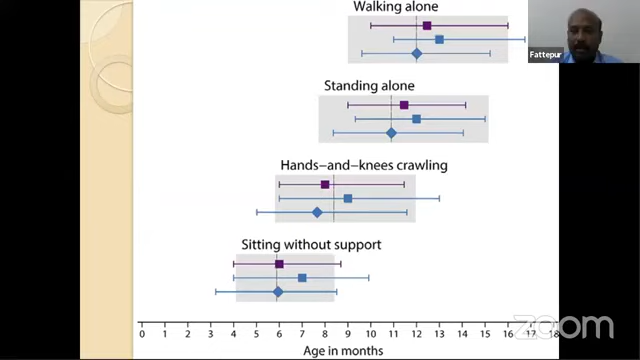 Walking alone
Fattepur
Standing alone
Hands-and-knees crawling
Sitting without support
zoom
0 1 2 3 4 5 6 7 8 9 10 11 12 13 14 15 16 17 18
Age in months